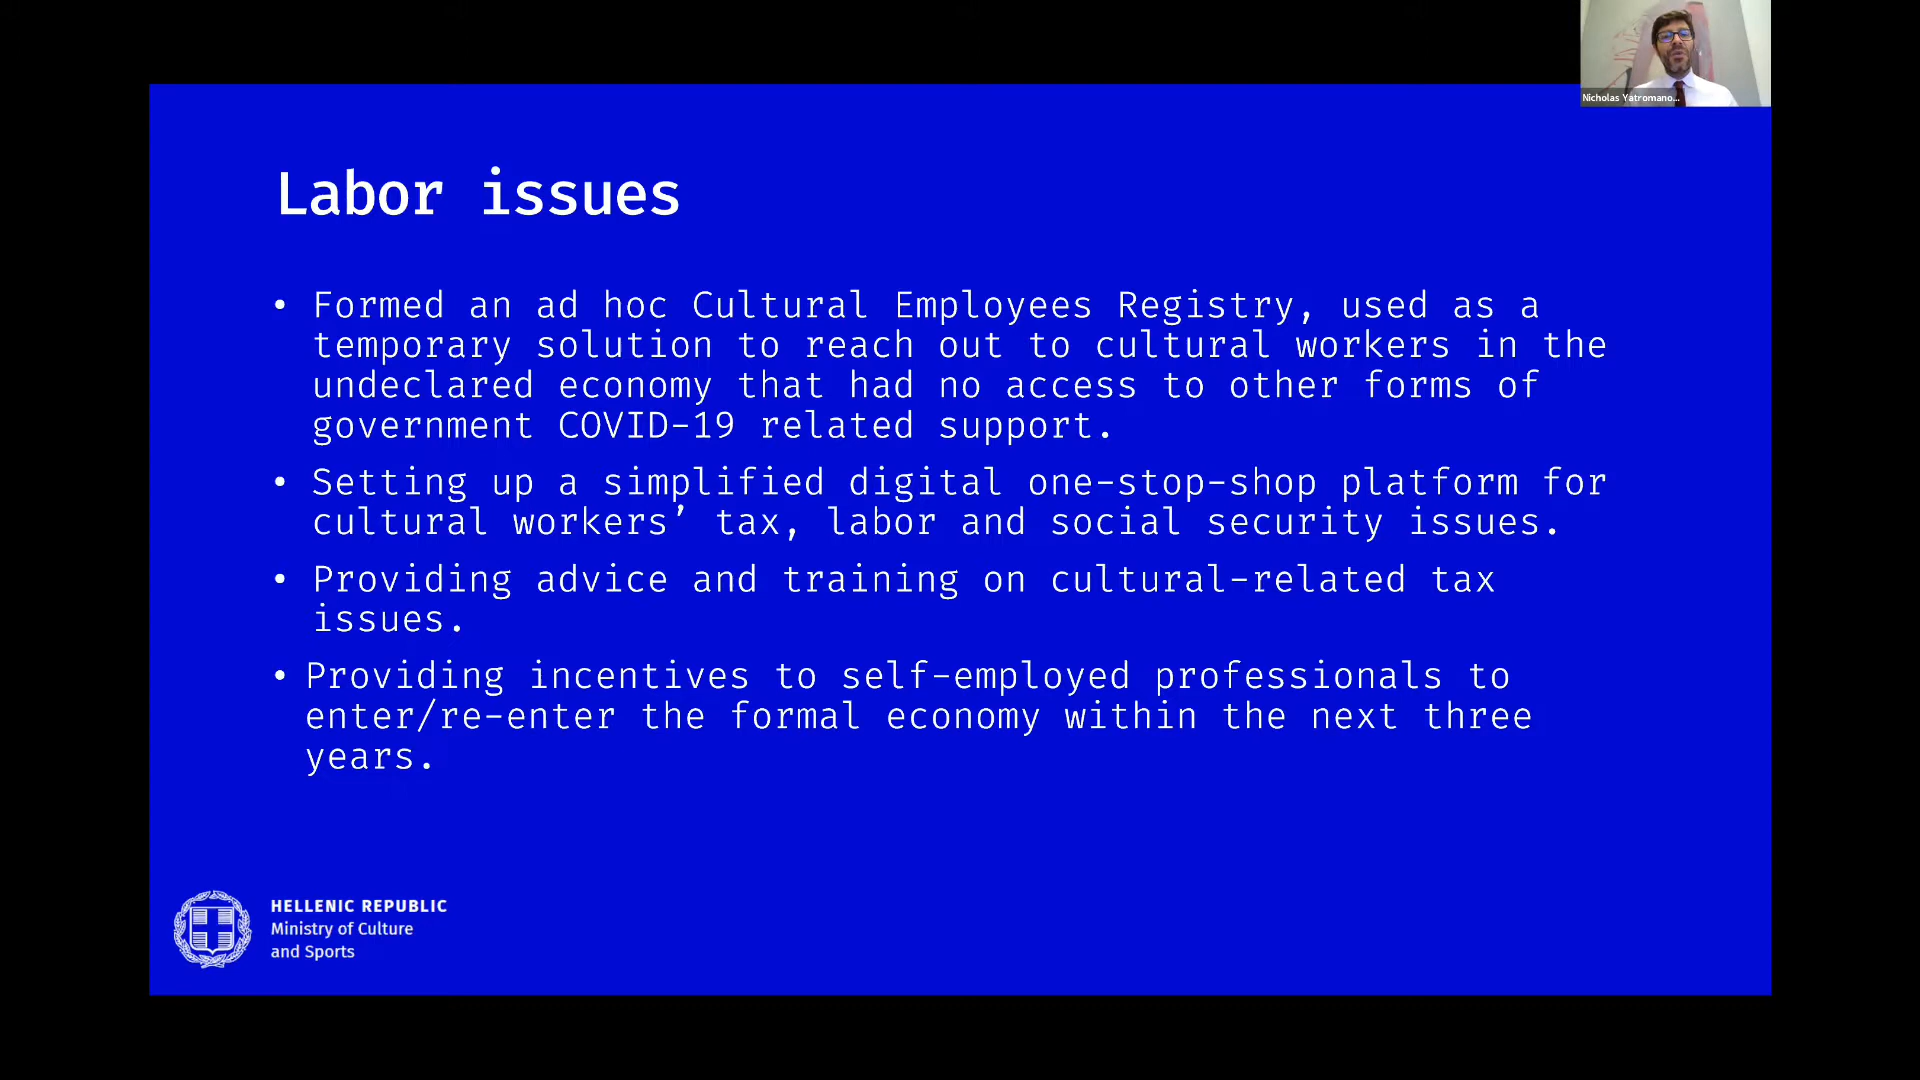 Nicholas Yatromano...
Labor issues
• Formed an ad hoc Cultural Employees Registry, used as a
temporary solution to reach out to cultural workers in the
undeclared economy that had no access to other forms of
government COVID-19 related support.
• Setting up a simplified digital one-stop-shop platform for
cultural workers’ tax, labor and social security issues.
• Providing advice and training on cultural-related tax
issues.
• Providing incentives to self-employed professionals to
enter/re-enter the formal economy within the next three
years.
HELLENIC REPUBLIC
Ministry of Culture
and Sports